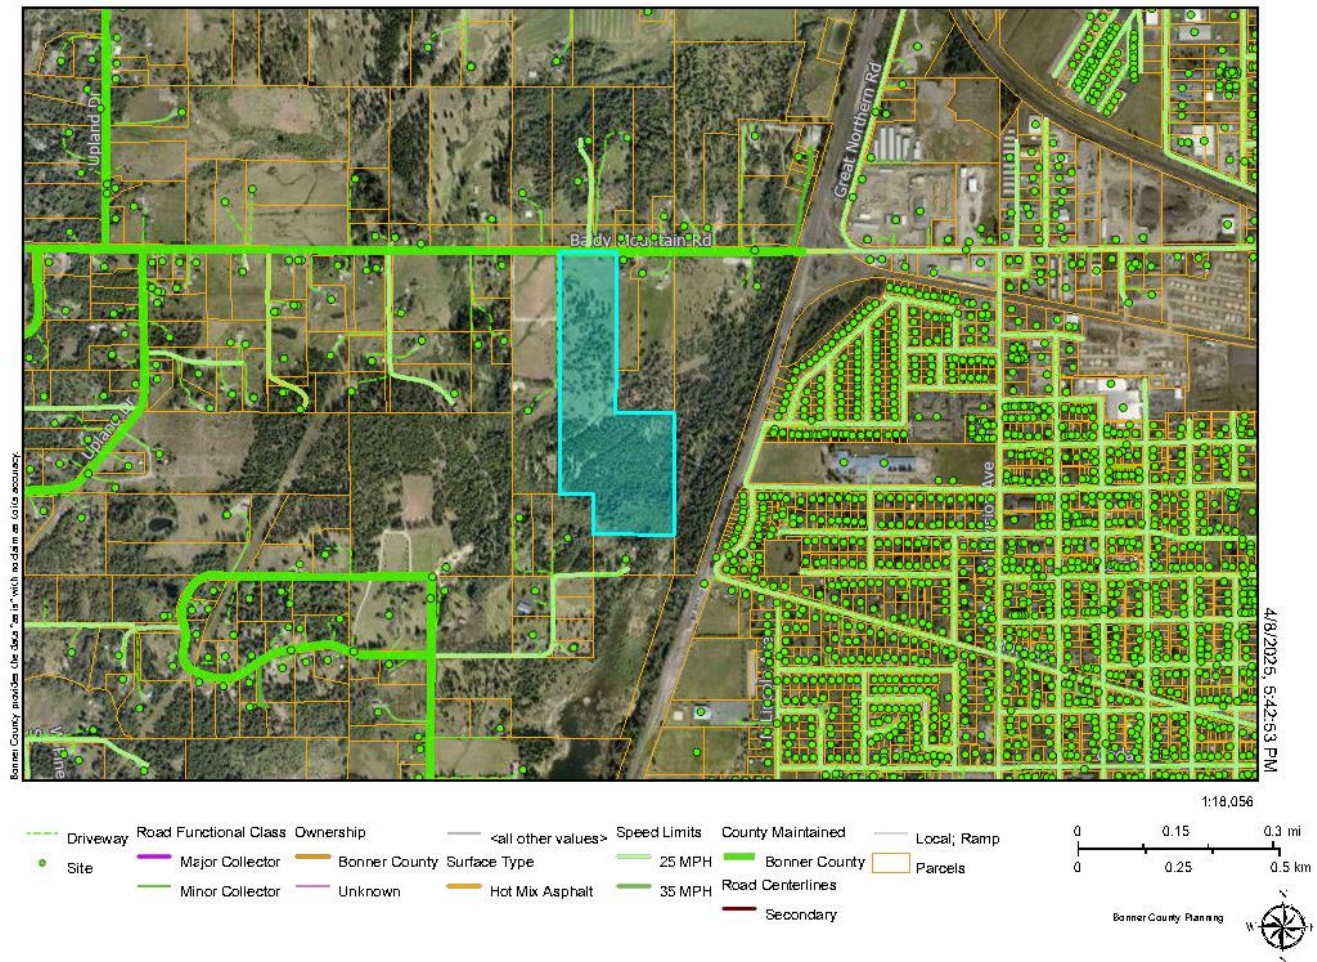 Upland Dr
Great Northern Rd
Baldy Mountain Rd
Upland Dr
Division Ave
Bonner County provides the data "as is" with no claim as to its accuracy.
4/8/2025, 5:42:53 PM
1:18,056
Driveway
Site
Road Functional Class
Major Collector
Minor Collector
Ownership
Bonner County
Unknown
<all other values>
Surface Type
Hot Mix Asphalt
Speed Limits
25 MPH
35 MPH
County Maintained
Bonner County
Road Centerlines
Secondary
Local; Ramp
Parcels
0 0.15 0.3 mi
0 0.25 0.5 km
Bonner County Planning
N
W
E